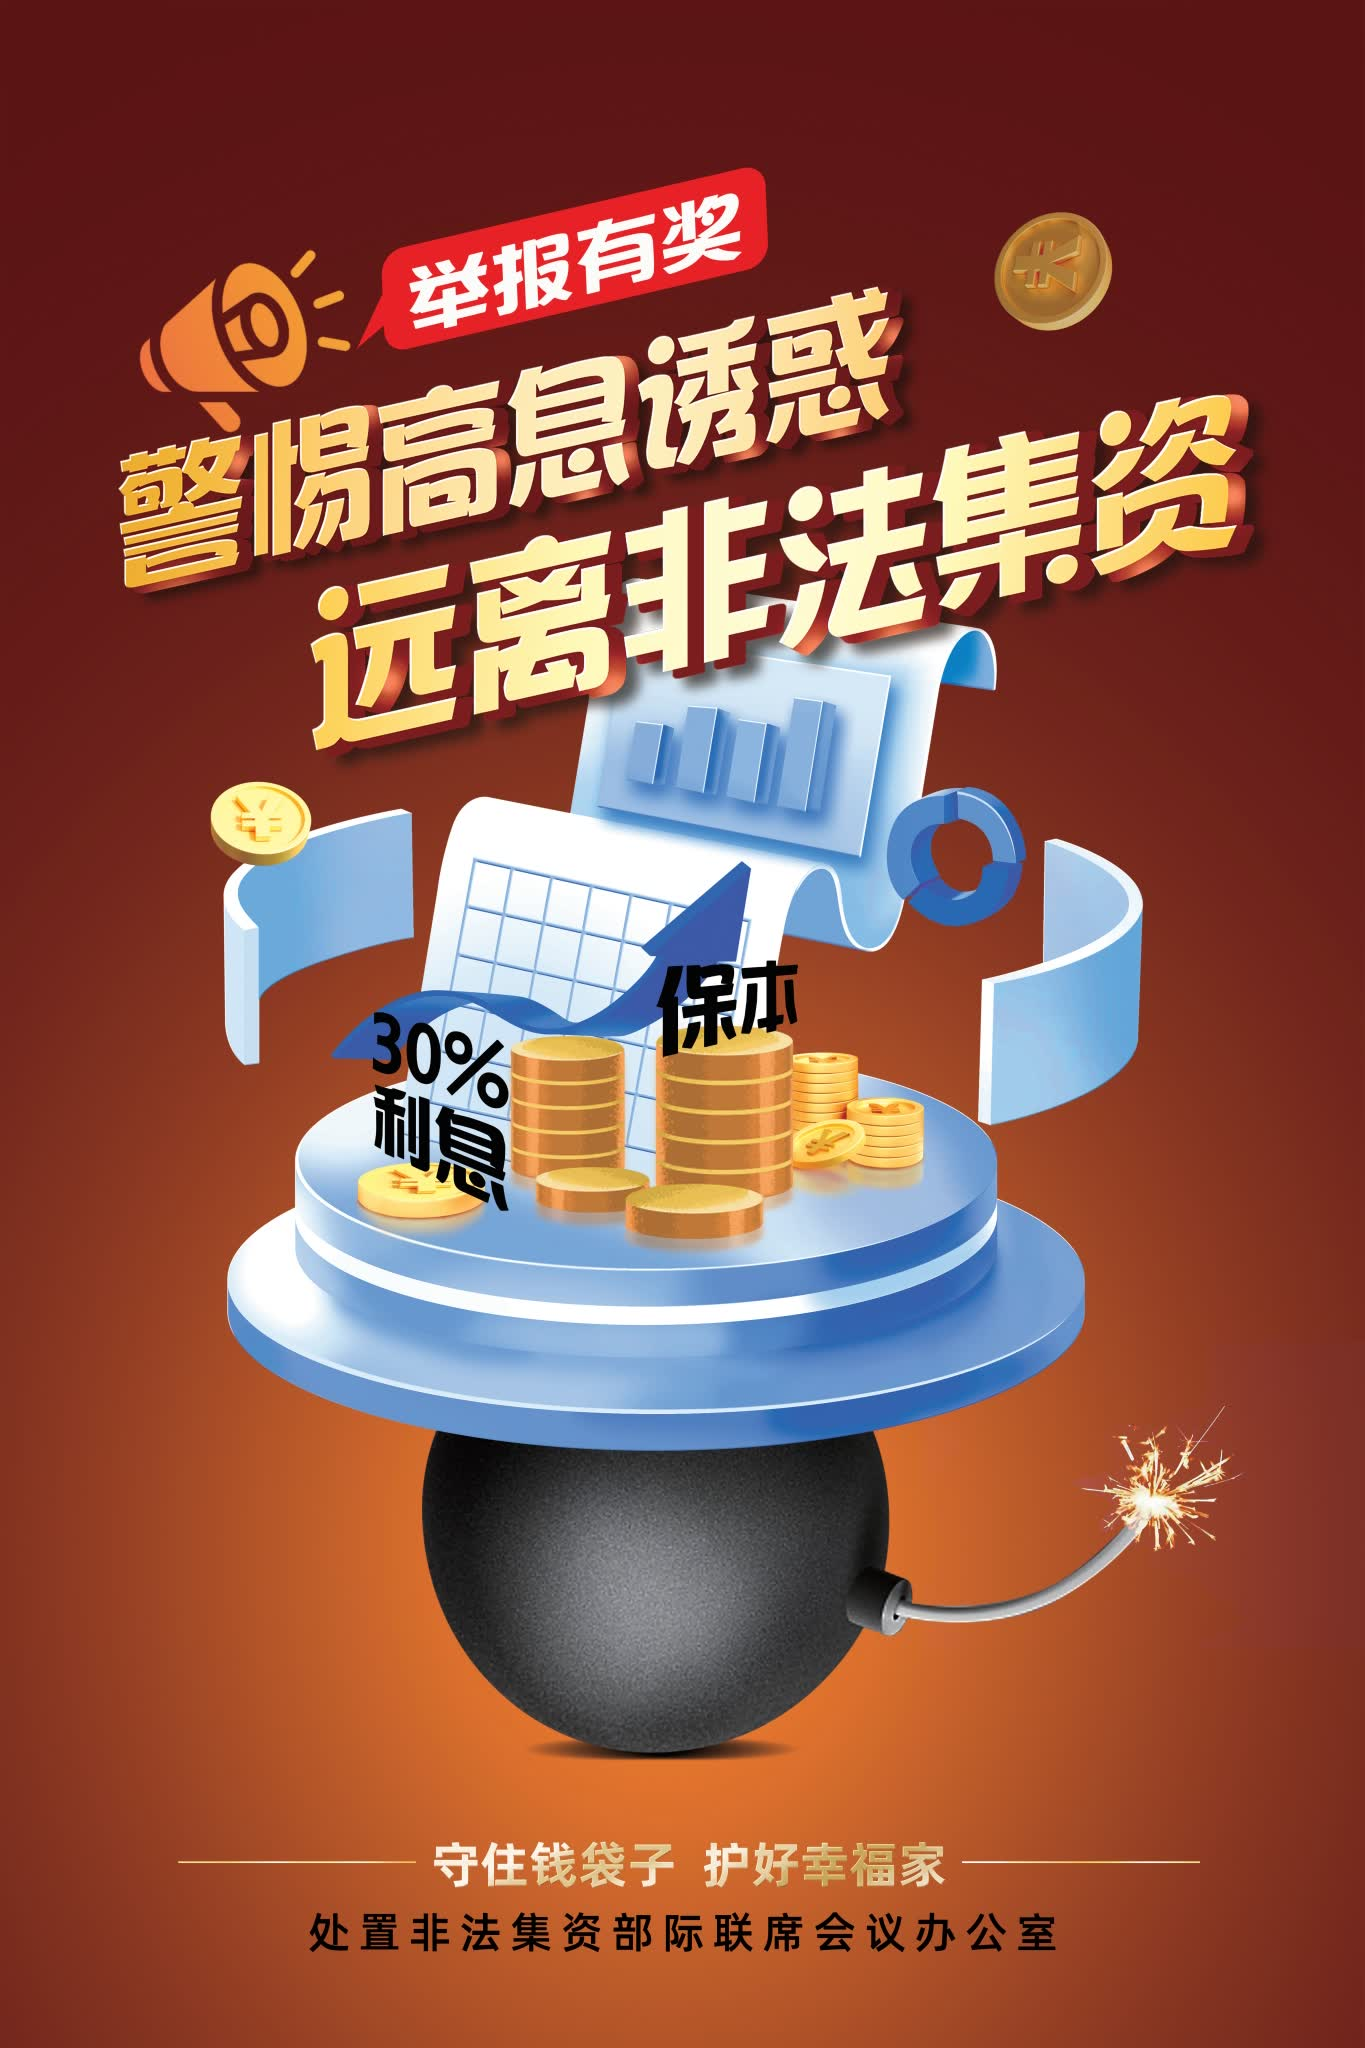 举报有奖
警惕高息诱惑
远离非法集资
保本
30%
利息
守住钱袋子 护好幸福家
处置非法集资部际联席会议办公室